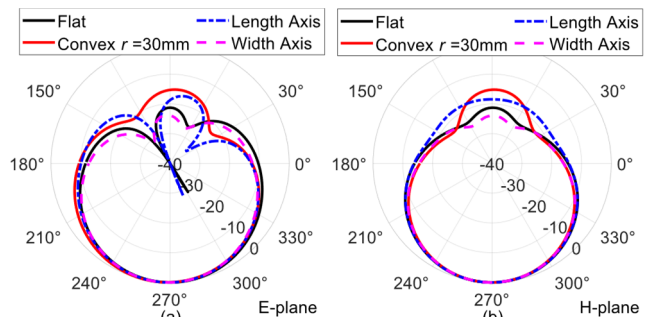 Flat
Length Axis
Convex r =30mm
Width Axis
150°
30°
180°
-40
0°
-30
-20
-10
210°
0
330°
240°
300°
270°
E-plane
(a)
Flat
Length Axis
Convex r =30mm
Width Axis
150°
30°
180°
-40
0°
-30
-20
-10
210°
0
330°
240°
300°
270°
H-plane
(b)